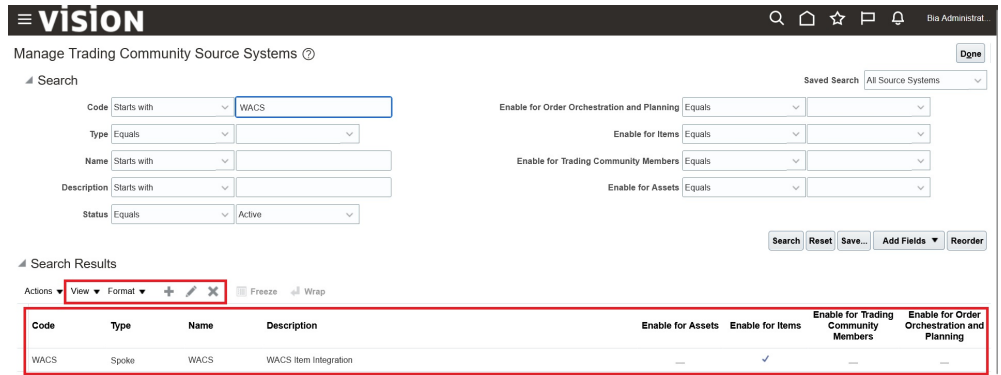 VISION
Bia Administrat...
Manage Trading Community Source Systems
Done
Search
Saved Search All Source Systems
Code Starts with WACS
Enable for Order Orchestration and Planning Equals
Type Equals
Enable for Items Equals
Name Starts with
Enable for Trading Community Members Equals
Description Starts with
Enable for Assets Equals
Status Equals Active
Search Reset Save... Add Fields Reorder
Search Results
Actions View Format Freeze Wrap
Code Type Name Description Enable for Assets Enable for Items Enable for Trading Community Members Enable for Order Orchestration and Planning
WACS Spoke WACS WACS Item Integration